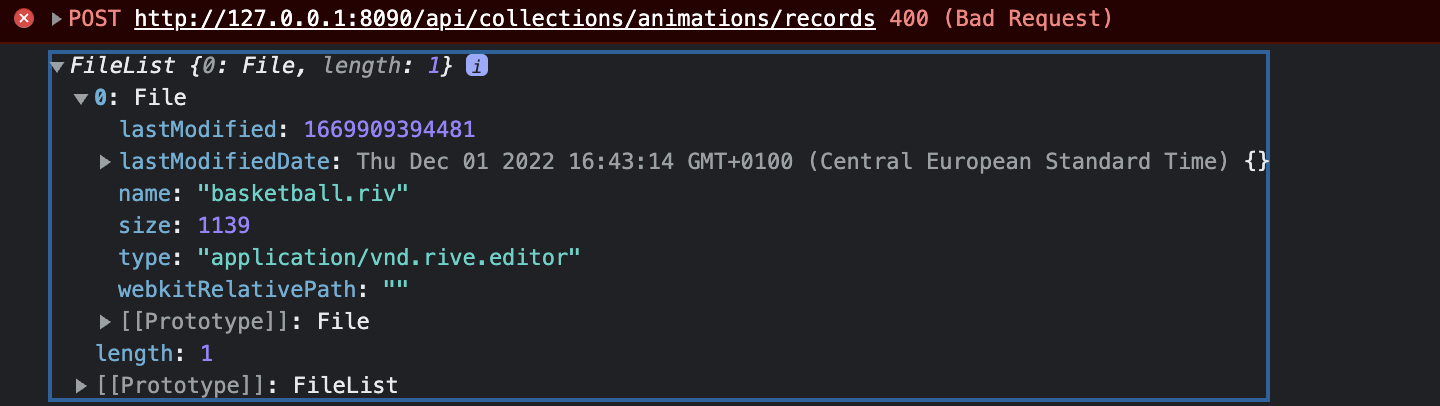 POST http://127.0.0.1:8090/api/collections/animations/records 400 (Bad Request)
FileList {0: File, length: 1} i
0: File
lastModified: 1669909394481
lastModifiedDate: Thu Dec 01 2022 16:43:14 GMT+0100 (Central European Standard Time) {}
name: "basketball.riv"
size: 1139
type: "application/vnd.rive.editor"
webkitRelativePath: ""
[[Prototype]]: File
length: 1
[[Prototype]]: FileList